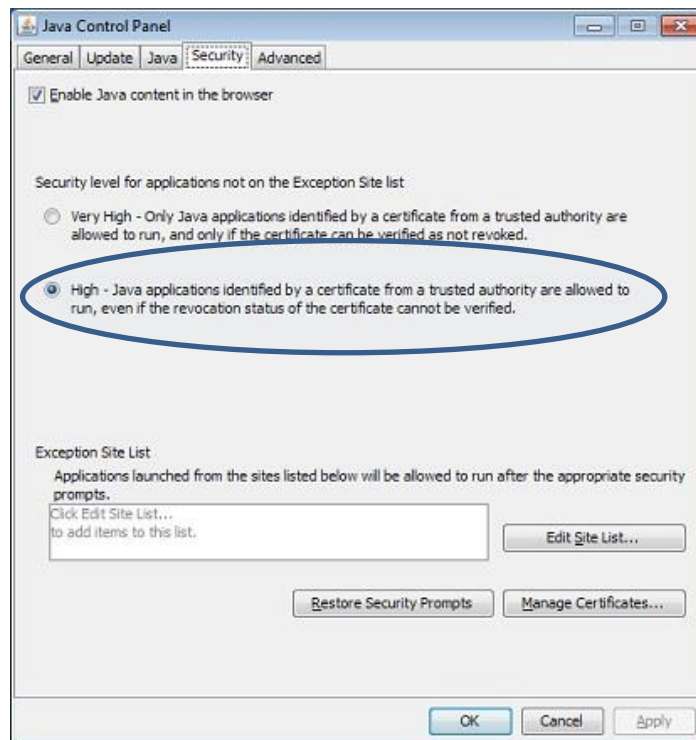 Java Control Panel
General Update Java Security Advanced
Enable Java content in the browser
Security level for applications not on the Exception Site list
Very High - Only Java applications identified by a certificate from a trusted authority are
allowed to run, and only if the certificate can be verified as not revoked.
High - Java applications identified by a certificate from a trusted authority are allowed to
run, even if the revocation status of the certificate cannot be verified.
Exception Site List
Applications launched from the sites listed below will be allowed to run after the appropriate security
prompts.
Click Edit Site List...
to add items to this list.
Edit Site List...
Restore Security Prompts Manage Certificates...
OK Cancel Apply